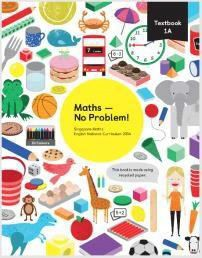 Textbook
1A
Maths —
No Problem!
Singapore Maths
English National Curriculum 2014
This book is made using
recycled paper.